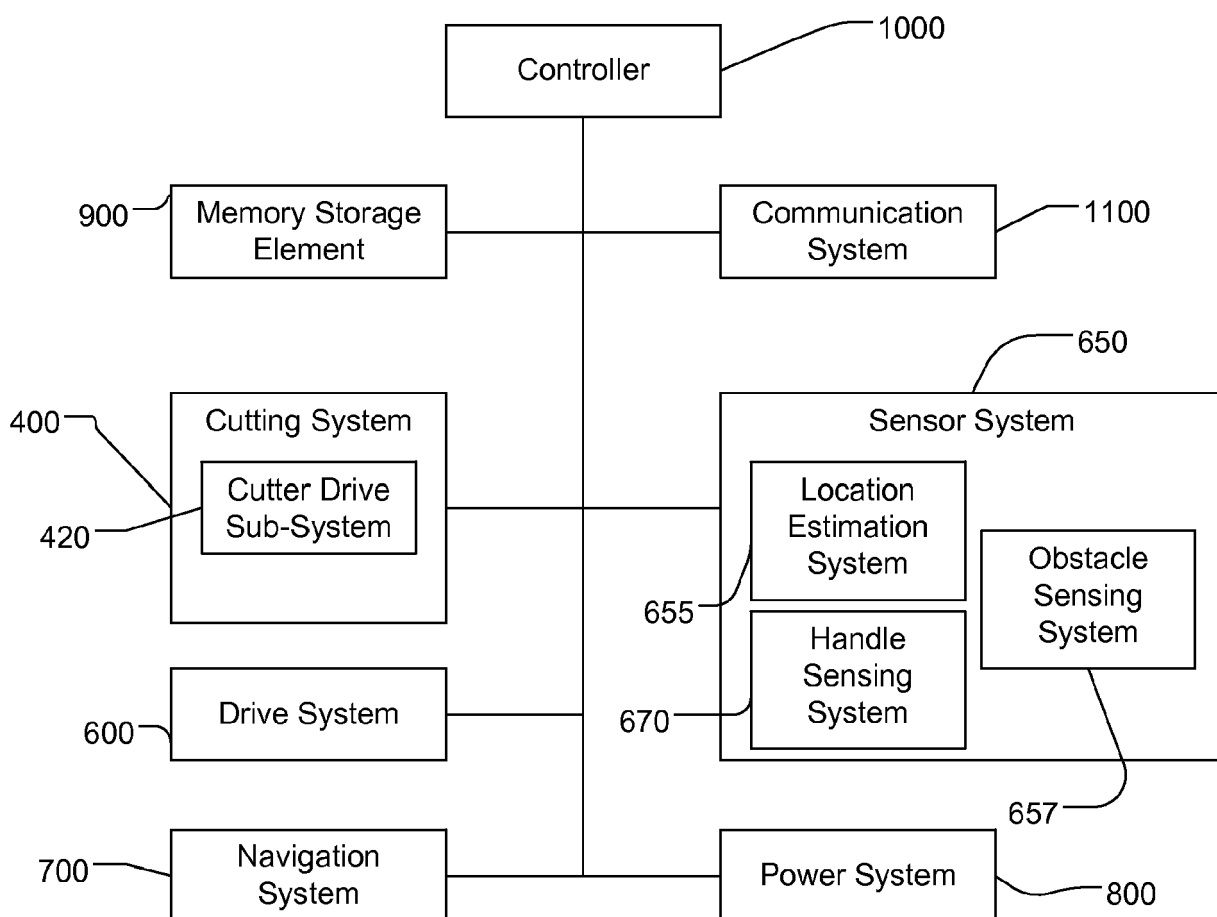 1000
Controller
900
Memory Storage
Element
Communication
System
1100
650
400
Cutting System
Sensor System
420
Cutter Drive
Sub-System
Location
Estimation
System
655
Obstacle
Sensing
System
Handle
Sensing
System
670
657
600
Drive System
700
Navigation
System
Power System
800